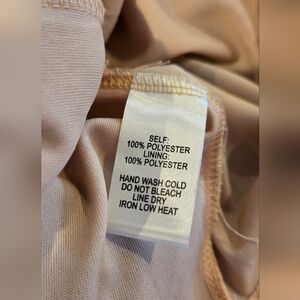 SELF:
100% POLYESTER
LINING:
100% POLYESTER
HAND WASH COLD
DO NOT BLEACH
LINE DRY
IRON LOW HEAT